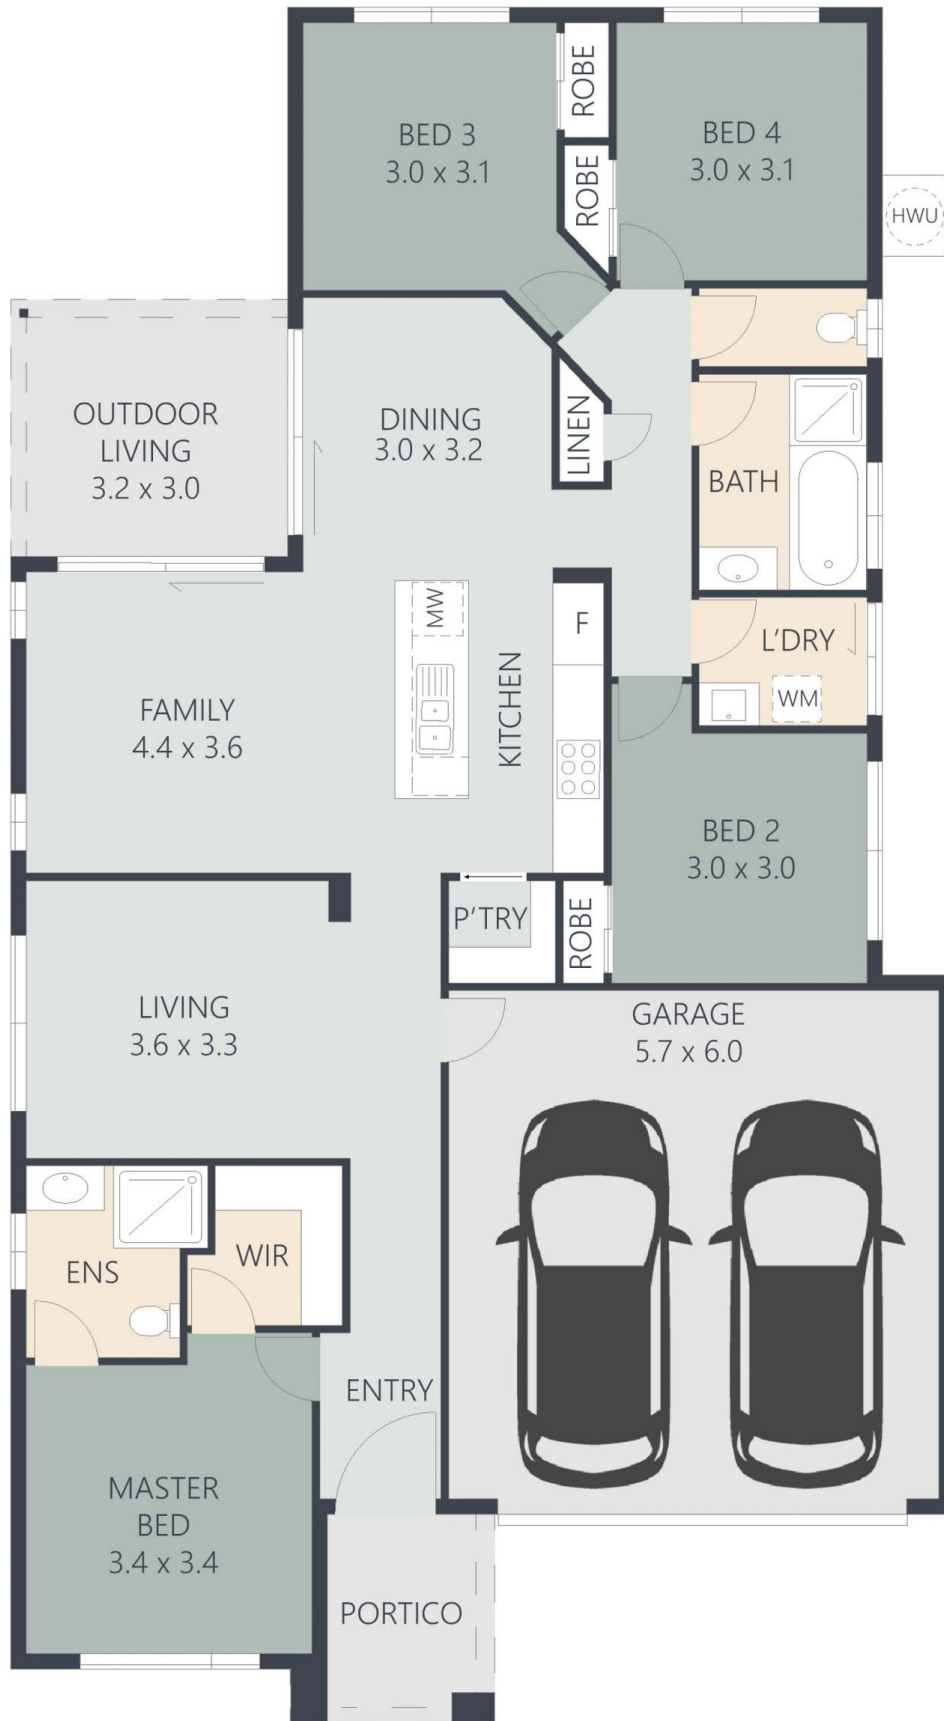 BED 3
3.0 x 3.1
ROBE
ROBE
BED 4
3.0 x 3.1
HWU
OUTDOOR
LIVING
3.2 x 3.0
DINING
3.0 x 3.2
LINEN
BATH
MW
F
L'DRY
WM
KITCHEN
FAMILY
4.4 x 3.6
BED 2
3.0 x 3.0
P'TRY
ROBE
LIVING
3.6 x 3.3
GARAGE
5.7 x 6.0
ENS
WIR
ENTRY
MASTER
BED
3.4 x 3.4
PORTICO